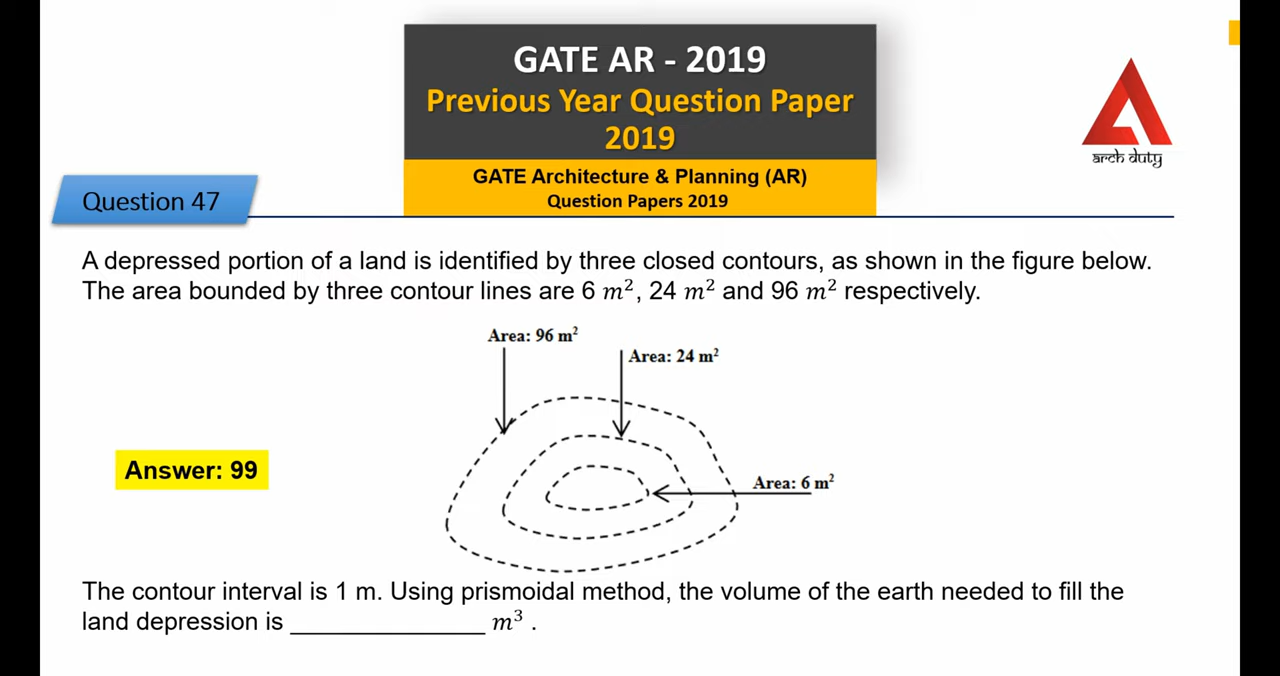 GATE AR - 2019
Previous Year Question Paper
2019
GATE Architecture & Planning (AR)
Question Papers 2019
arch duty
Question 47
A depressed portion of a land is identified by three closed contours, as shown in the figure below.
The area bounded by three contour lines are 6 m², 24 m² and 96 m² respectively.
Area: 96 m²
Area: 24 m²
Answer: 99
Area: 6 m²
The contour interval is 1 m. Using prismoidal method, the volume of the earth needed to fill the
land depression is ______________ m³ .